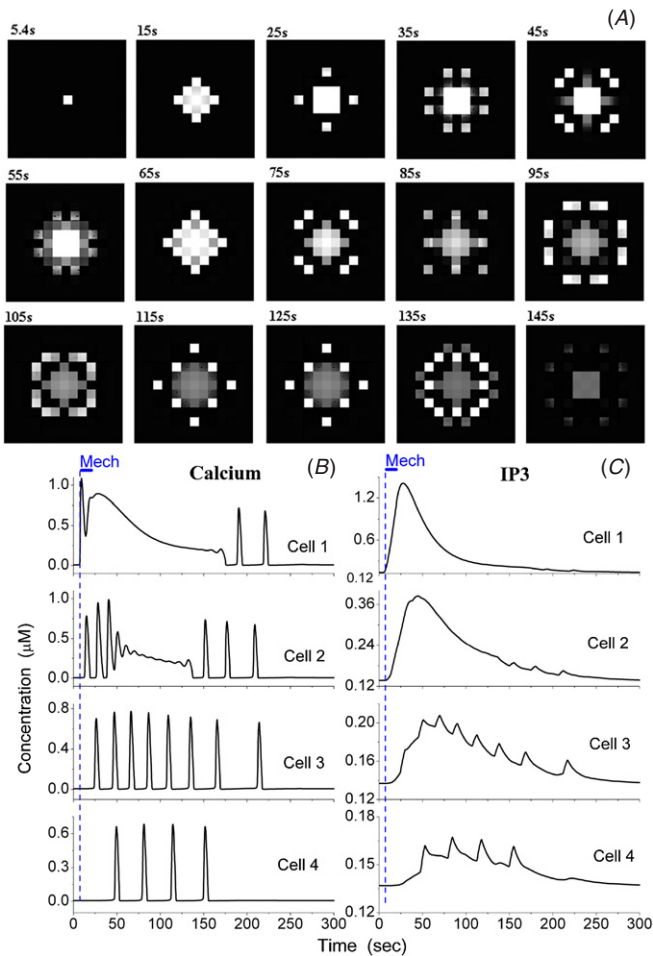 (A)
5.4s 15s 25s 35s 45s
55s 65s 75s 85s 95s
105s 115s 125s 135s 145s
Mech Calcium (B) Mech IP3 (C)
1.0
0.5
0.0
Cell 1
1.2
0.6
0.12
Cell 1
1.0
0.5
0.0
Cell 2
0.36
0.24
0.12
Cell 2
0.8
0.4
0.0
Cell 3
0.20
0.16
0.12
Cell 3
0.6
0.3
0.0
Cell 4
0.18
0.15
0.12
Cell 4
Concentration (μM)
0 50 100 150 200 250 300
0 50 100 150 200 250 300
Time (sec)